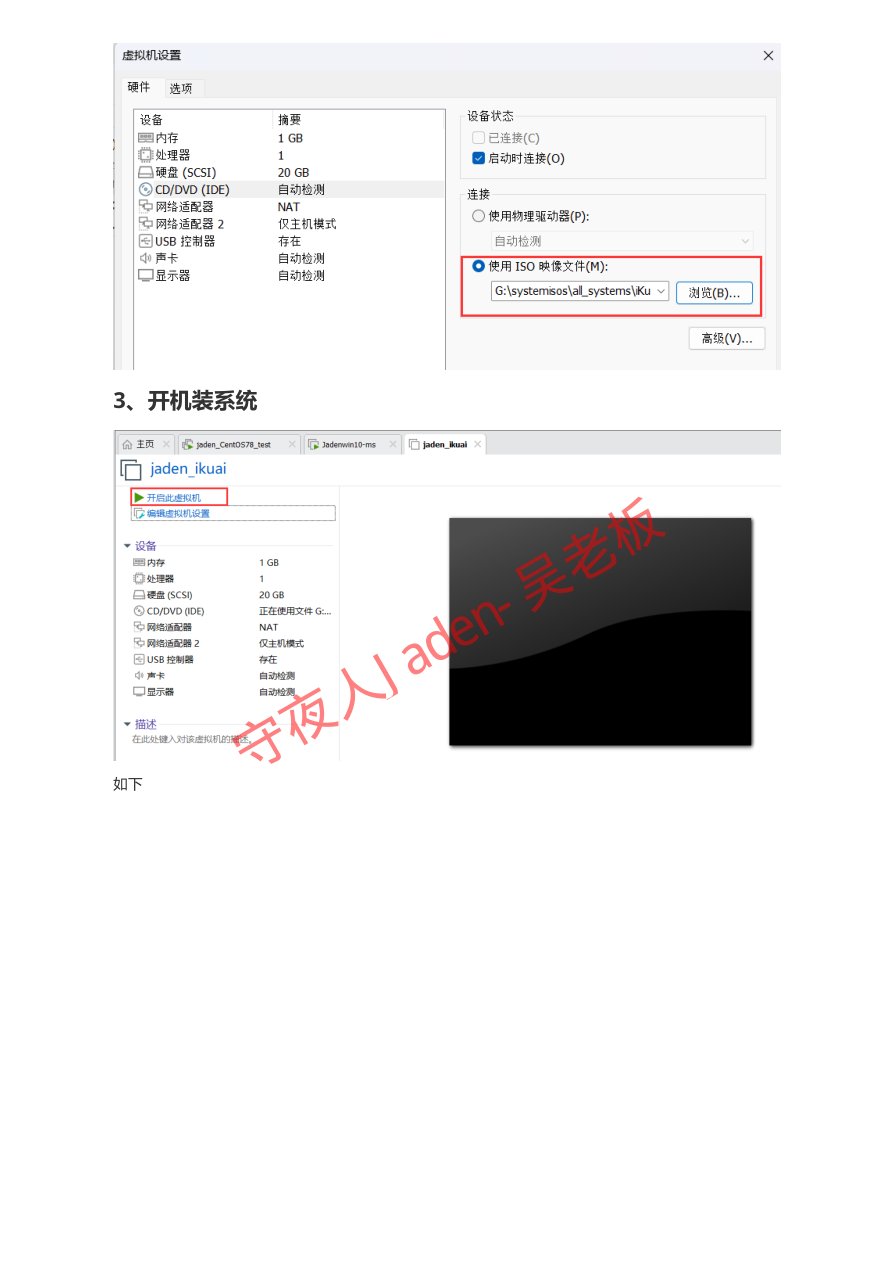 虚拟机设置
硬件 选项
设备 摘要
内存 1 GB
处理器 1
硬盘 (SCSI) 20 GB
CD/DVD (IDE) 自动检测
网络适配器 NAT
网络适配器 2 仅主机模式
USB 控制器 存在
声卡 自动检测
显示器 自动检测
设备状态
已连接(C)
启动时连接(O)
连接
使用物理驱动器(P):
自动检测
使用 ISO 映像文件(M):
G:\systemisos\all_systems\iKu 浏览(B)...
高级(V)...
3、开机装系统
主页 jaden_CentOS78_test Jadenwin10-ms jaden_ikuai
jaden_ikuai
开启此虚拟机
编辑虚拟机设置
设备
内存 1 GB
处理器 1
硬盘 (SCSI) 20 GB
CD/DVD (IDE) 正在使用文件 G:...
网络适配器 NAT
网络适配器 2 仅主机模式
USB 控制器 存在
声卡 自动检测
显示器 自动检测
描述
在此处键入对该虚拟机的描述。
守夜人J aden- 吴老板
如下